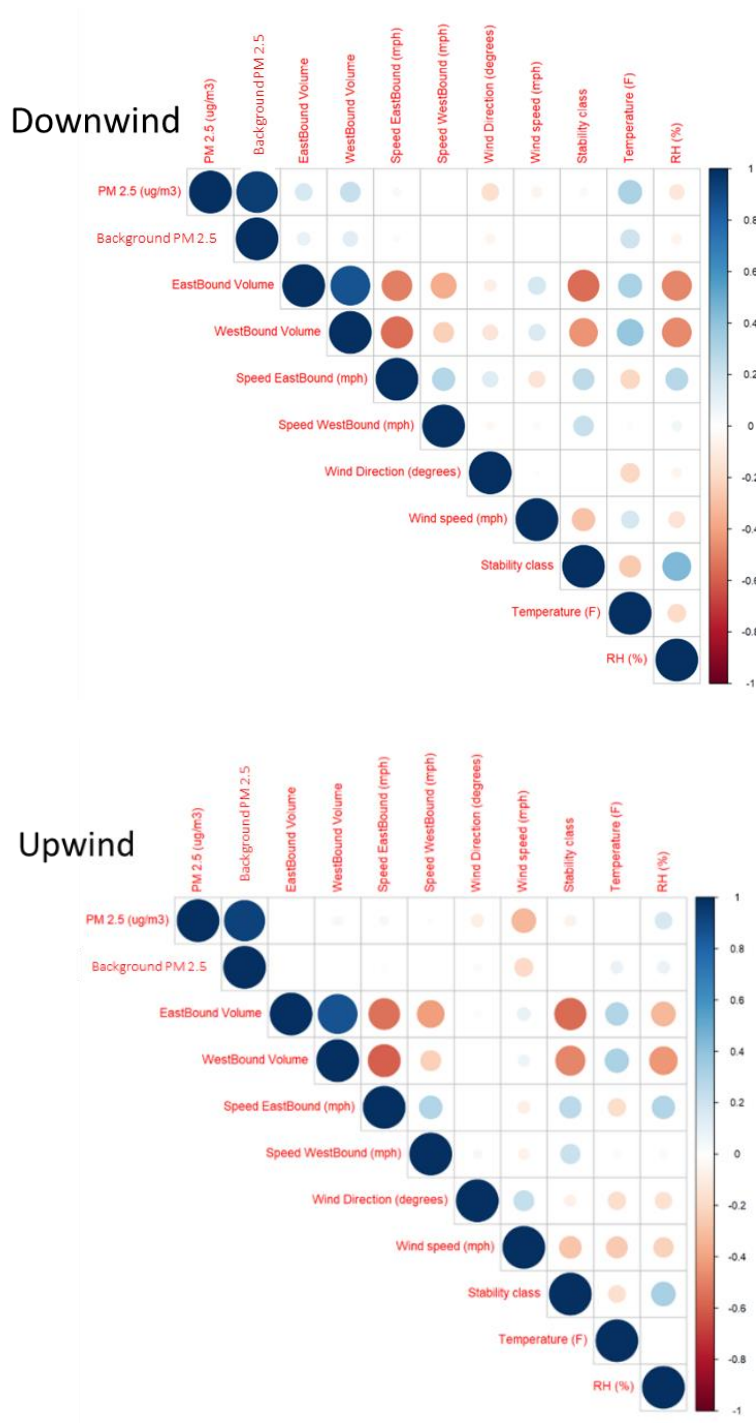 Downwind
PM 2.5 (ug/m3)
Background PM 2.5
EastBound Volume
WestBound Volume
Speed EastBound (mph)
Speed WestBound (mph)
Wind Direction (degrees)
Wind speed (mph)
Stability class
Temperature (F)
RH (%)
PM 2.5 (ug/m3)
Background PM 2.5
EastBound Volume
WestBound Volume
Speed EastBound (mph)
Speed WestBound (mph)
Wind Direction (degrees)
Wind speed (mph)
Stability class
Temperature (F)
RH (%)
1
0.8
0.6
0.4
0.2
0
-0.2
-0.4
-0.6
-0.8
-1
Upwind
PM 2.5 (ug/m3)
Background PM 2.5
EastBound Volume
WestBound Volume
Speed EastBound (mph)
Speed WestBound (mph)
Wind Direction (degrees)
Wind speed (mph)
Stability class
Temperature (F)
RH (%)
PM 2.5 (ug/m3)
Background PM 2.5
EastBound Volume
WestBound Volume
Speed EastBound (mph)
Speed WestBound (mph)
Wind Direction (degrees)
Wind speed (mph)
Stability class
Temperature (F)
RH (%)
1
0.8
0.6
0.4
0.2
0
-0.2
-0.4
-0.6
-0.8
-1